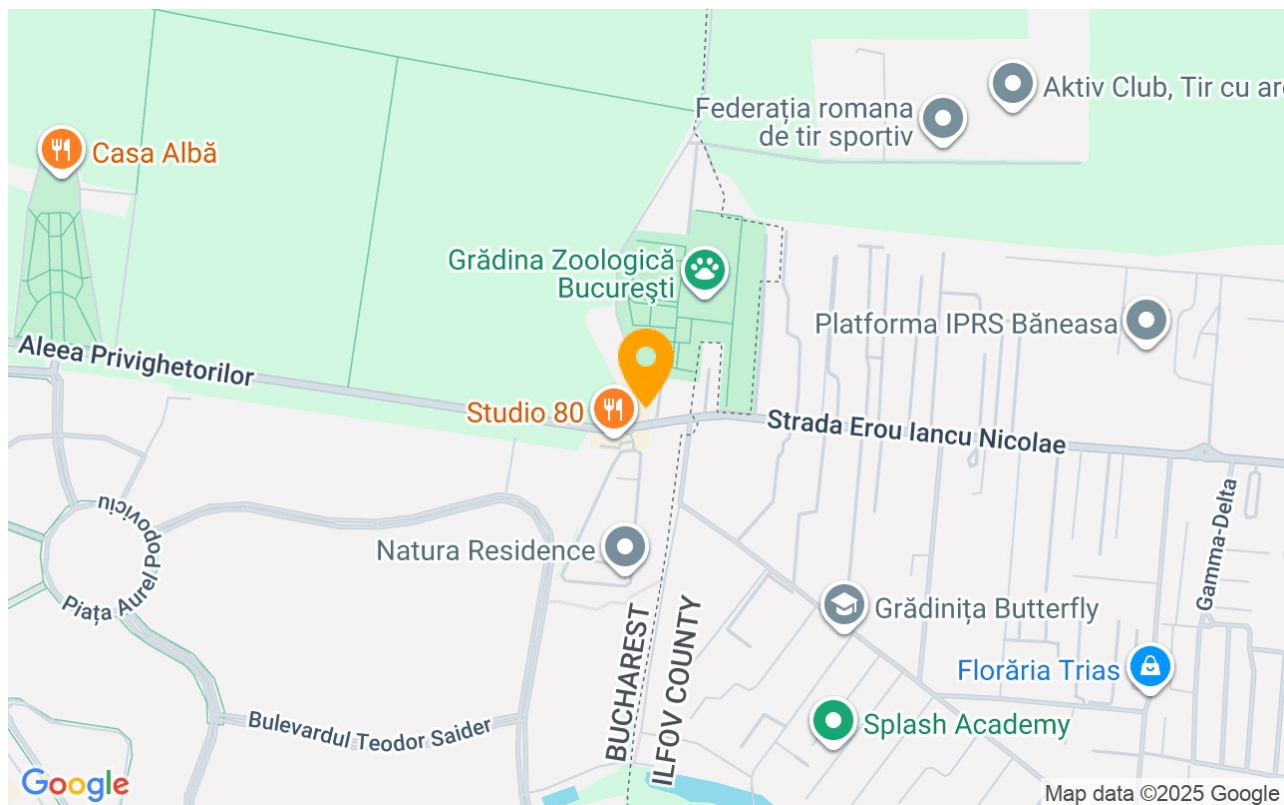 Aktiv Club, Tir cu arc
Federația romana
de tir sportiv
Casa Albă
Grădina Zoologică
București
Platforma IPRS Băneasa
Aleea Privighetorilor
Studio 80
Strada Erou Iancu Nicolae
Gamma-Delta
Piața Aurel Popoviciu
Natura Residence
Grădinița Butterfly
BUCHAREST
ILFOV COUNTY
Florăria Trias
Bulevardul Teodor Saider
Splash Academy
Google
Map data ©2025 Google